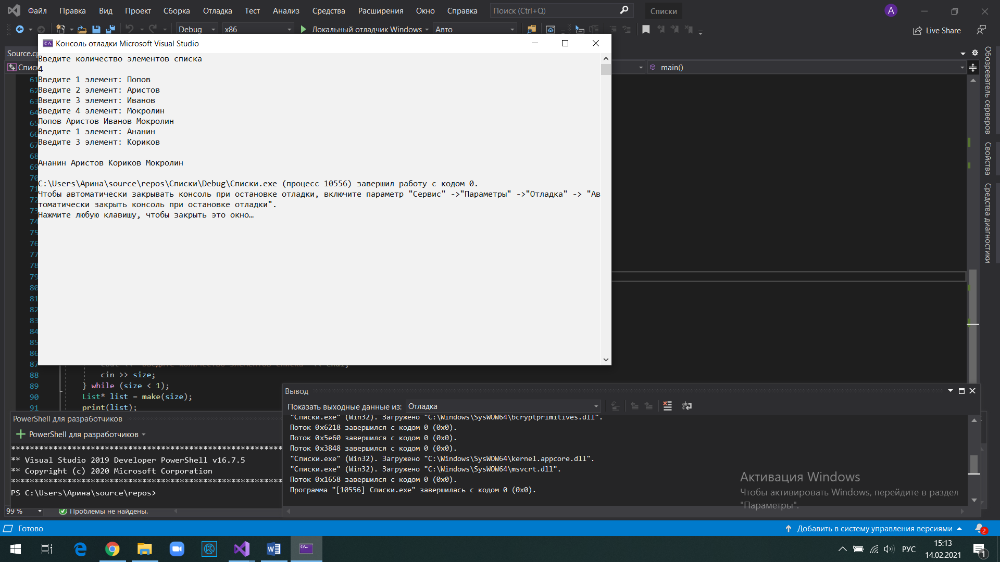 Файл Правка Вид Проект Сборка Отладка Тест Анализ Средства Расширения Окно Справка Поиск (Ctrl+Q) Списки A
Debug x86 Локальный отладчик Windows Авто Live Share
Консоль отладки Microsoft Visual Studio
Source.c
Спис
main()
Введите количество элементов списка
4
Введите 1 элемент: Попов
Введите 2 элемент: Аристов
Введите 3 элемент: Иванов
Введите 4 элемент: Мокролин
Попов Аристов Иванов Мокролин
Введите 1 элемент: Ананин
Введите 3 элемент: Кориков
Ананин Аристов Кориков Мокролин
C:\Users\Арина\source\repos\Списки\Debug\Списки.exe (процесс 10556) завершил работу с кодом 0.
Чтобы автоматически закрывать консоль при остановке отладки, включите параметр "Сервис" ->"Параметры" ->"Отладка" -> "Ав
томатически закрыть консоль при остановке отладки".
Нажмите любую клавишу, чтобы закрыть это окно…
61
62
63
64
65
66
67
68
69
70
71
72
73
74
75
76
77
78
79
80
81
82
83
84
85
86
87
88 cin >> size;
89 } while (size < 1);
90 List* list = make(size);
91 print(list);
Обозреватель серверов
Свойства
Средства диагностики
PowerShell для разработчиков
PowerShell для разработчиков
**********************************************************
** Visual Studio 2019 Developer PowerShell v16.7.5
** Copyright (c) 2020 Microsoft Corporation
**********************************************************
PS C:\Users\Арина\source\repos>
Вывод
Показать выходные данные из: Отладка
"Списки.exe" (Win32). Загружено "C:\Windows\SysWOW64\bcryptprimitives.dll".
Поток 0x6218 завершился с кодом 0 (0x0).
Поток 0x5e60 завершился с кодом 0 (0x0).
Поток 0x3848 завершился с кодом 0 (0x0).
"Списки.exe" (Win32). Загружено "C:\Windows\SysWOW64\kernel.appcore.dll".
"Списки.exe" (Win32). Загружено "C:\Windows\SysWOW64\msvcrt.dll".
Поток 0x1658 завершился с кодом 0 (0x0).
Программа "[10556] Списки.exe" завершилась с кодом 0 (0x0).
Активация Windows
Чтобы активировать Windows, перейдите в раздел
"Параметры".
99 % Проблемы не найдены.
Готово Добавить в систему управления версиями 2
РУС 15:13
14.02.2021 1